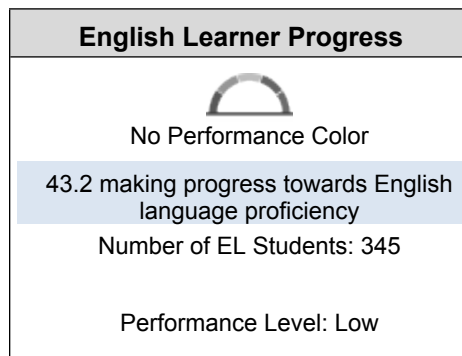 English Learner Progress
No Performance Color
43.2 making progress towards English
language proficiency
Number of EL Students: 345
Performance Level: Low